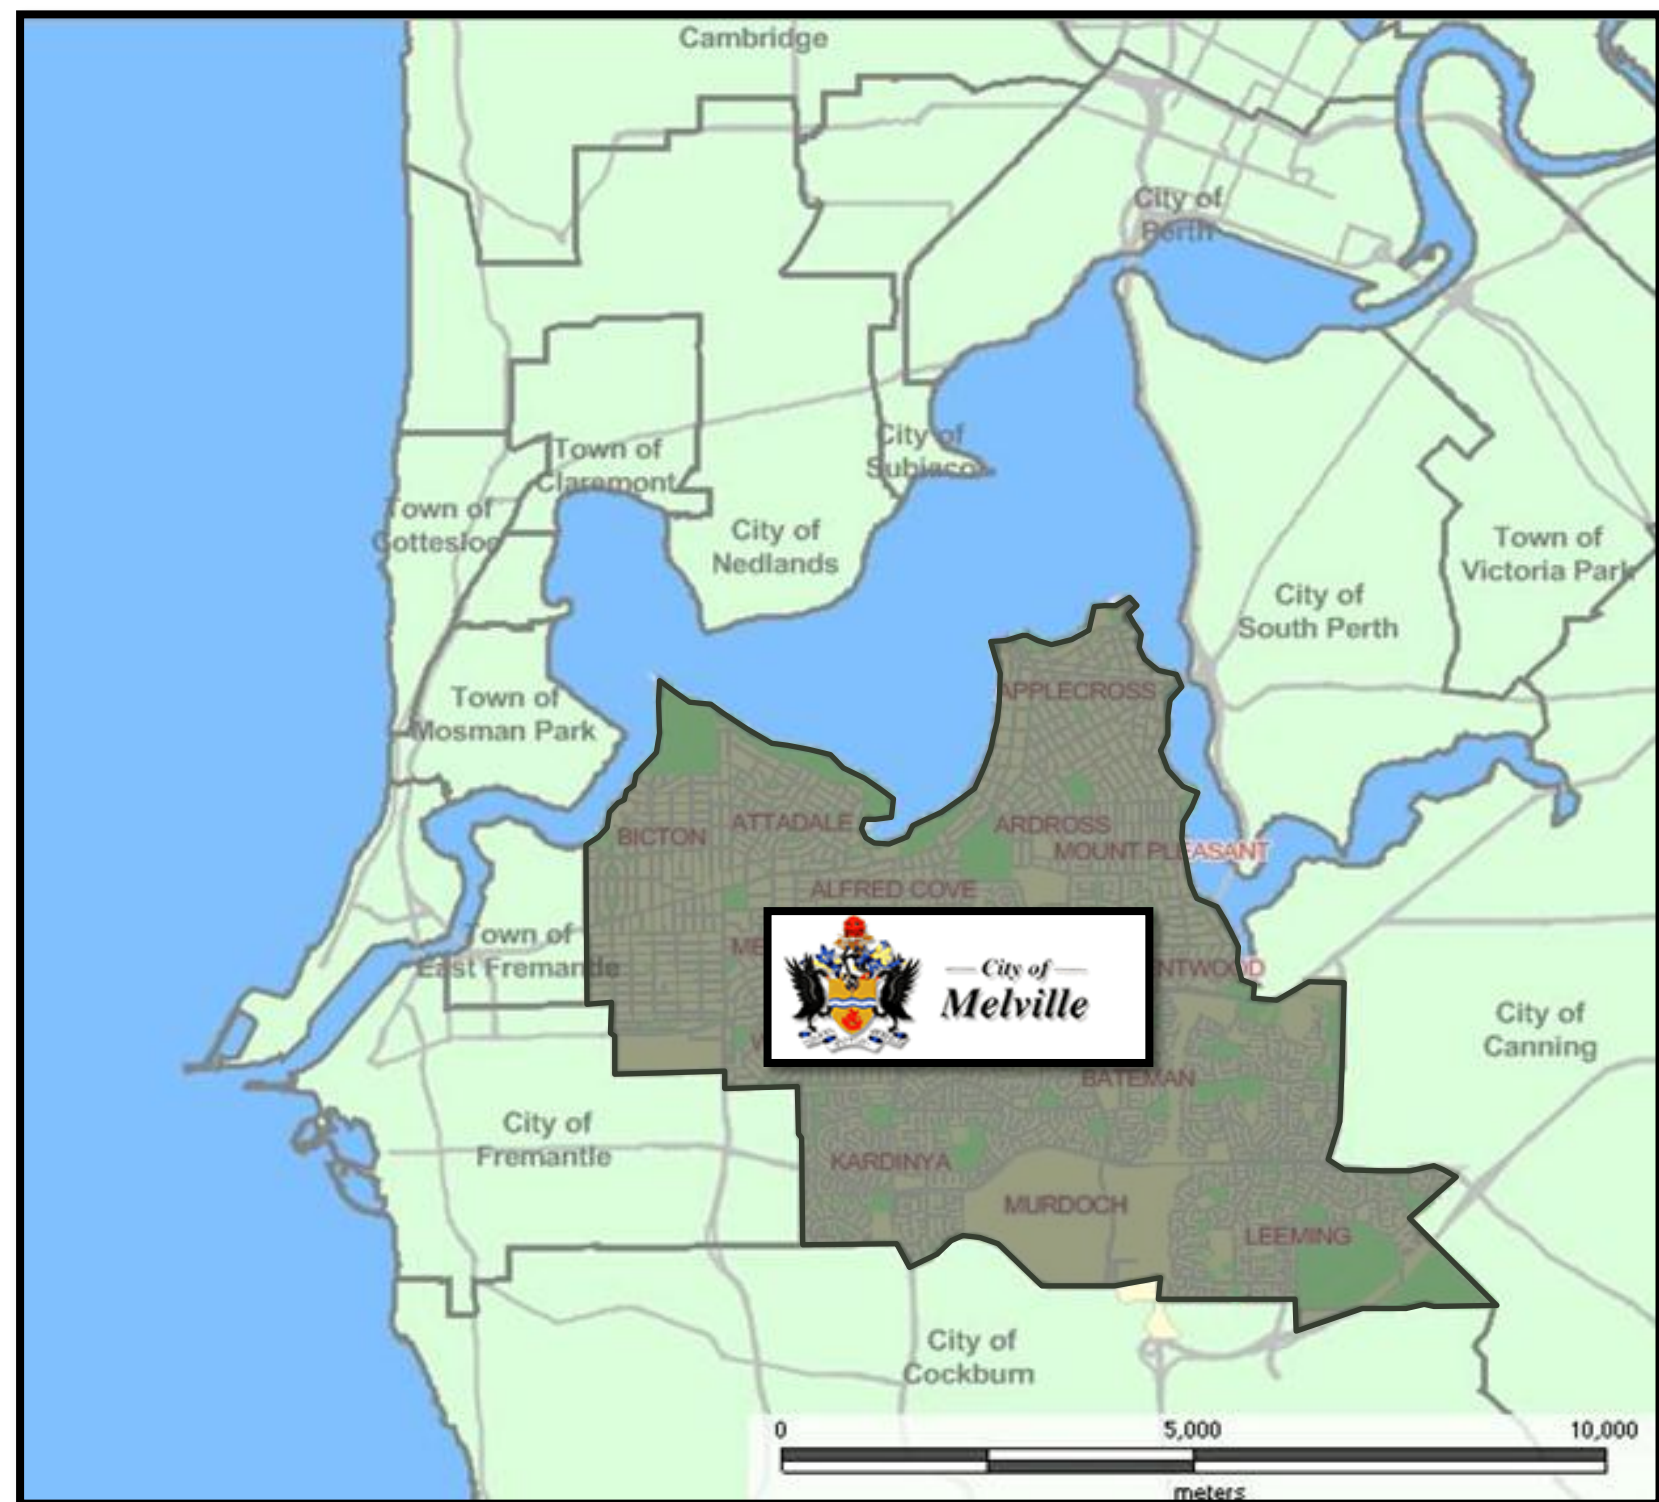 Cambridge
City of
Perth
City of
Subiaco
Town of
Claremont
Town of
Cottesloe
City of
Nedlands
Town of
Victoria Park
City of
South Perth
Town of
Mosman Park
APPLECROSS
BICTON
ATTADALE
ARDROSS
MOUNT PLEASANT
ALFRED COVE
Town of
East Fremantle
City of
Melville
City of
Canning
BATEMAN
City of
Fremantle
KARDINYA
MURDOCH
LEEMING
City of
Cockburn
0 5,000 10,000
meters